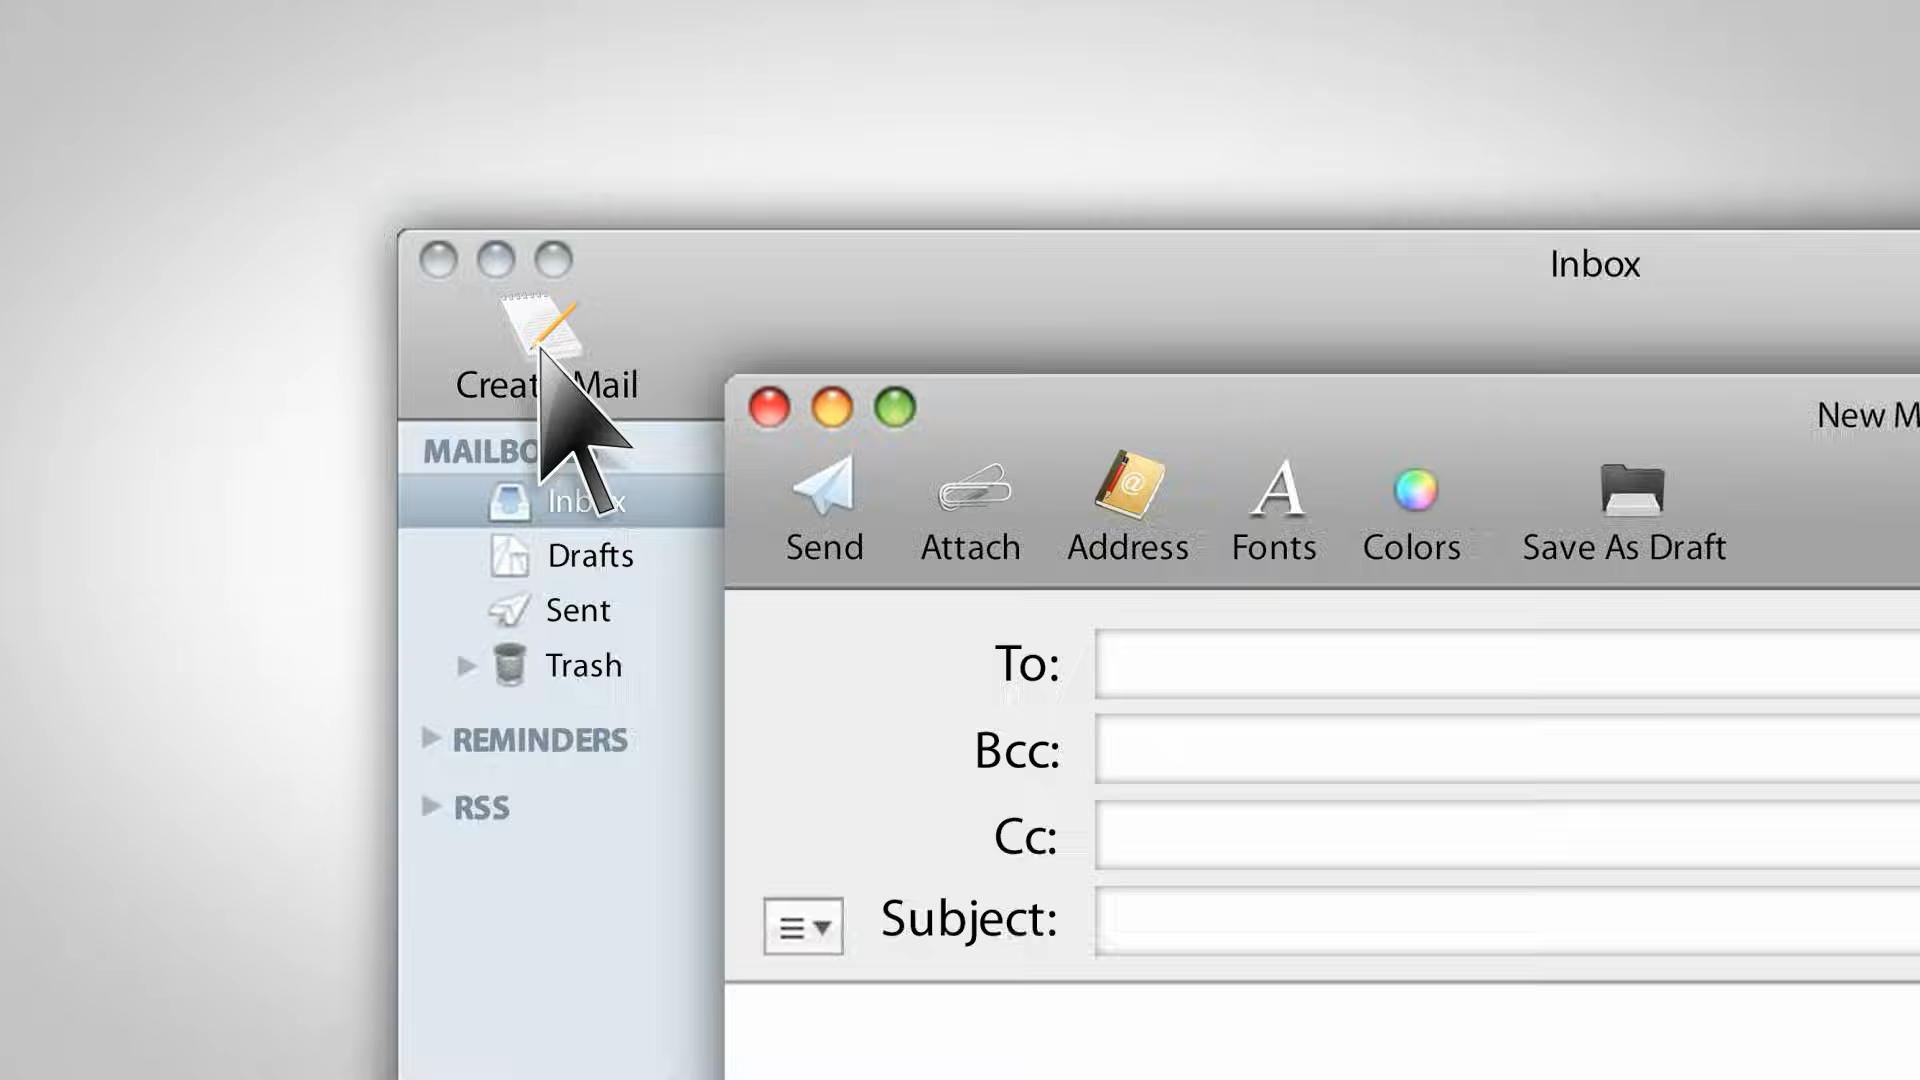 Inbox
Mail
New
Send Attach Address Fonts Colors Save As Draft
Drafts
Sent
Trash
REMINDERS
RSS
To:
Bcc:
Cc:
Subject: